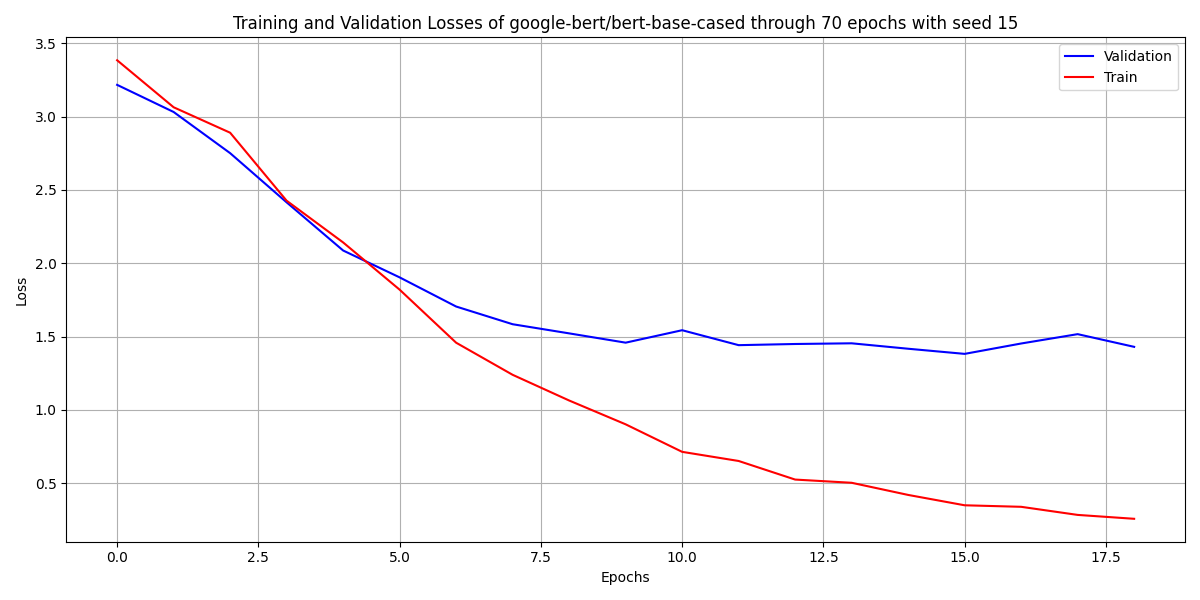 Training and Validation Losses of google-bert/bert-base-cased through 70 epochs with seed 15
Validation
Train
Loss
3.5
3.0
2.5
2.0
1.5
1.0
0.5
0.0 2.5 5.0 7.5 10.0 12.5 15.0 17.5
Epochs